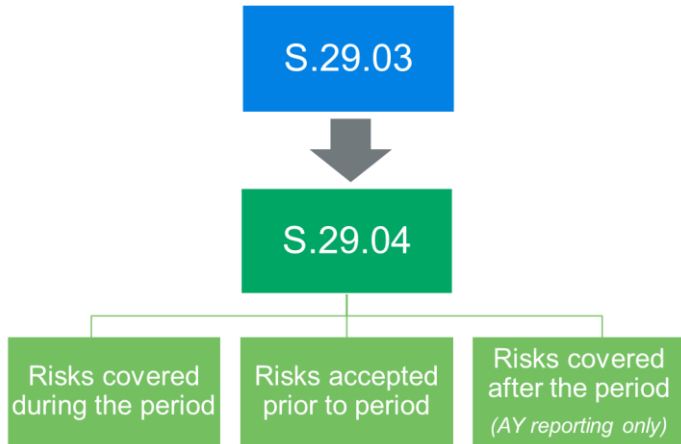 S.29.03
S.29.04
Risks covered
during the period
Risks accepted
prior to period
Risks covered
after the period
(AY reporting only)